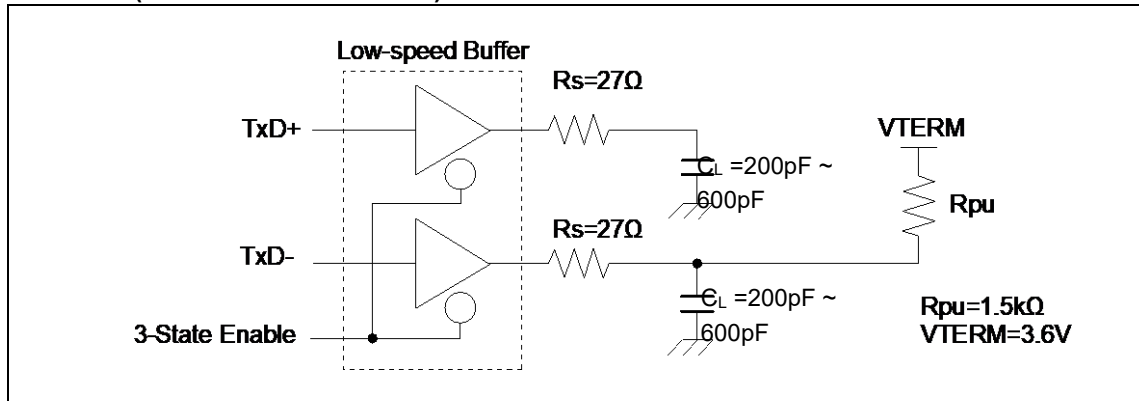 Low-speed Buffer
Rs=27Ω
TxD+
VTERM
CL =200pF ~
600pF
Rpu
Rs=27Ω
TxD-
CL =200pF ~
600pF
Rpu=1.5kΩ
VTERM=3.6V
3-State Enable